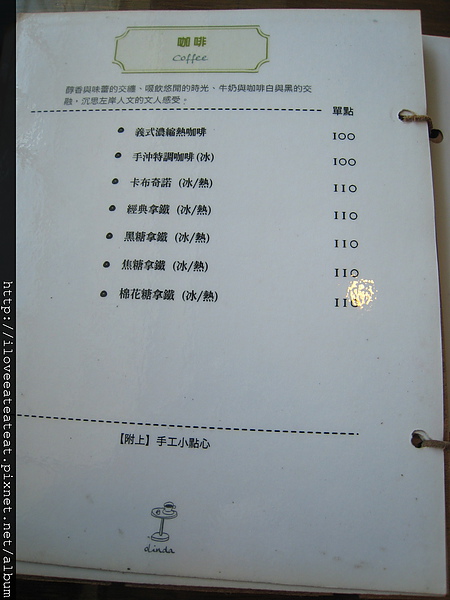 咖啡
Coffee
醇香與味蕾的交纏、啜飲悠閒的時光、牛奶與咖啡白與黑的交
融、沉思左岸人文的文人感受。
單點
義式濃縮熱咖啡 100
手沖特調咖啡(冰) 100
卡布奇諾 (冰/熱) 110
經典拿鐵 (冰/熱) 110
黑糖拿鐵 (冰/熱) 110
焦糖拿鐵 (冰/熱) 110
棉花糖拿鐵 (冰/熱) 110
【附上】手工小點心
dinda
http://iloveeateateat.pixnet.net/album